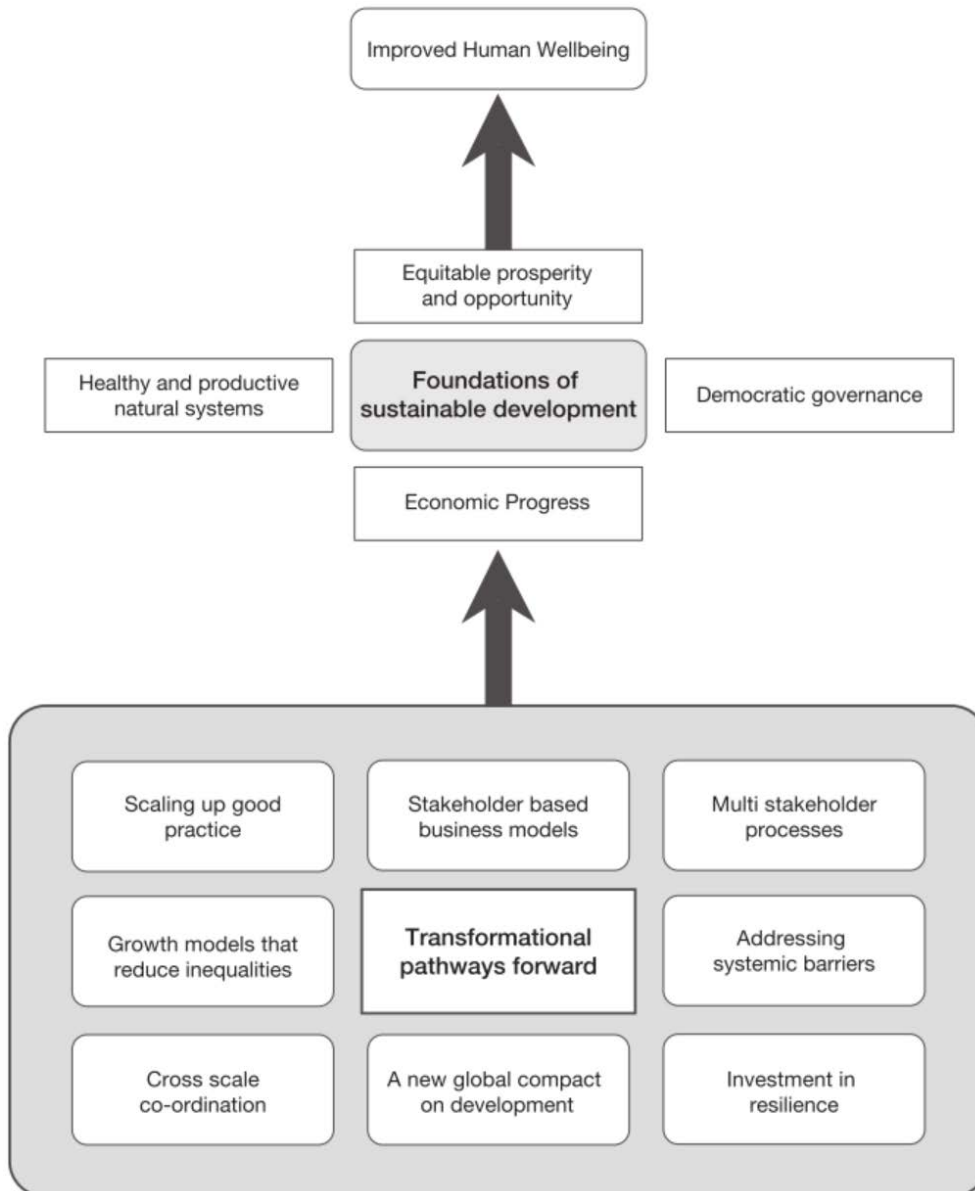 Improved Human Wellbeing
Equitable prosperity
and opportunity
Healthy and productive
natural systems
Foundations of
sustainable development
Democratic governance
Economic Progress
Scaling up good
practice
Stakeholder based
business models
Multi stakeholder
processes
Growth models that
reduce inequalities
Transformational
pathways forward
Addressing
systemic barriers
Cross scale
co-ordination
A new global compact
on development
Investment in
resilience